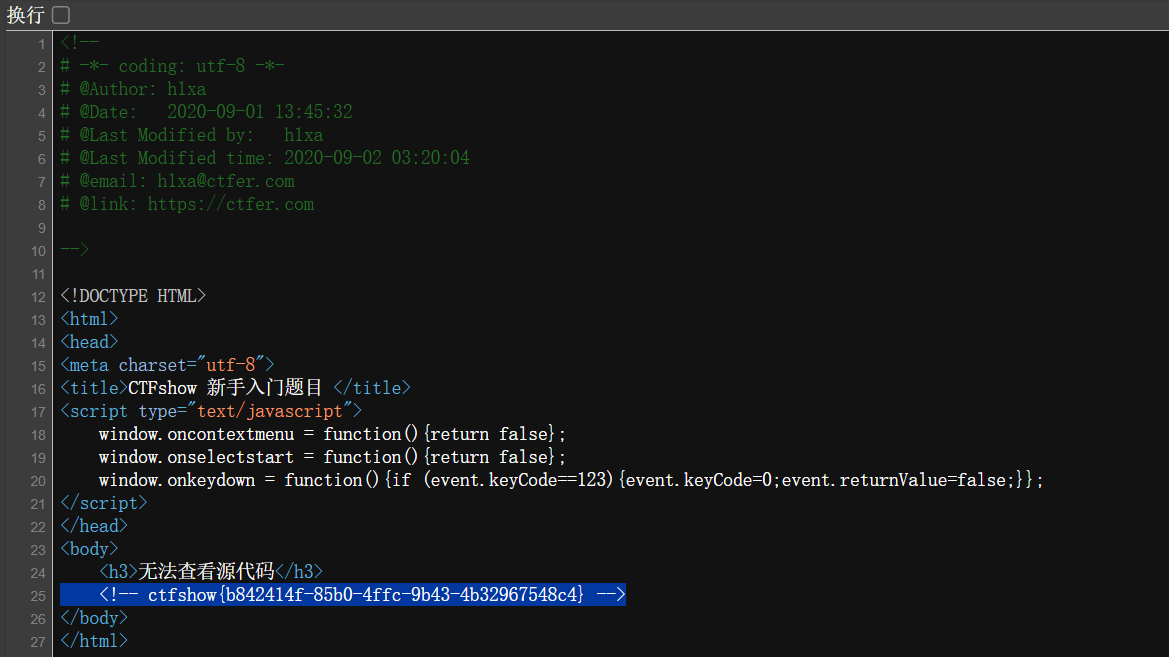 换行
1 <!--
2 # -*- coding: utf-8 -*-
3 # @Author: hlxa
4 # @Date:   2020-09-01 13:45:32
5 # @Last Modified by:   hlxa
6 # @Last Modified time: 2020-09-02 03:20:04
7 # @email: hlxa@ctfer.com
8 # @link: https://ctfer.com
9
10 -->
11
12 <!DOCTYPE HTML>
13 <html>
14 <head>
15 <meta charset="utf-8">
16 <title>CTFshow 新手入门题目 </title>
17 <script type="text/javascript">
18     window.oncontextmenu = function(){return false};
19     window.onselectstart = function(){return false};
20     window.onkeydown = function(){if (event.keyCode==123){event.keyCode=0;event.returnValue=false;}};
21 </script>
22 </head>
23 <body>
24     <h3>无法查看源代码</h3>
25     <!-- ctfshow{b842414f-85b0-4ffc-9b43-4b32967548c4} -->
26 </body>
27 </html>